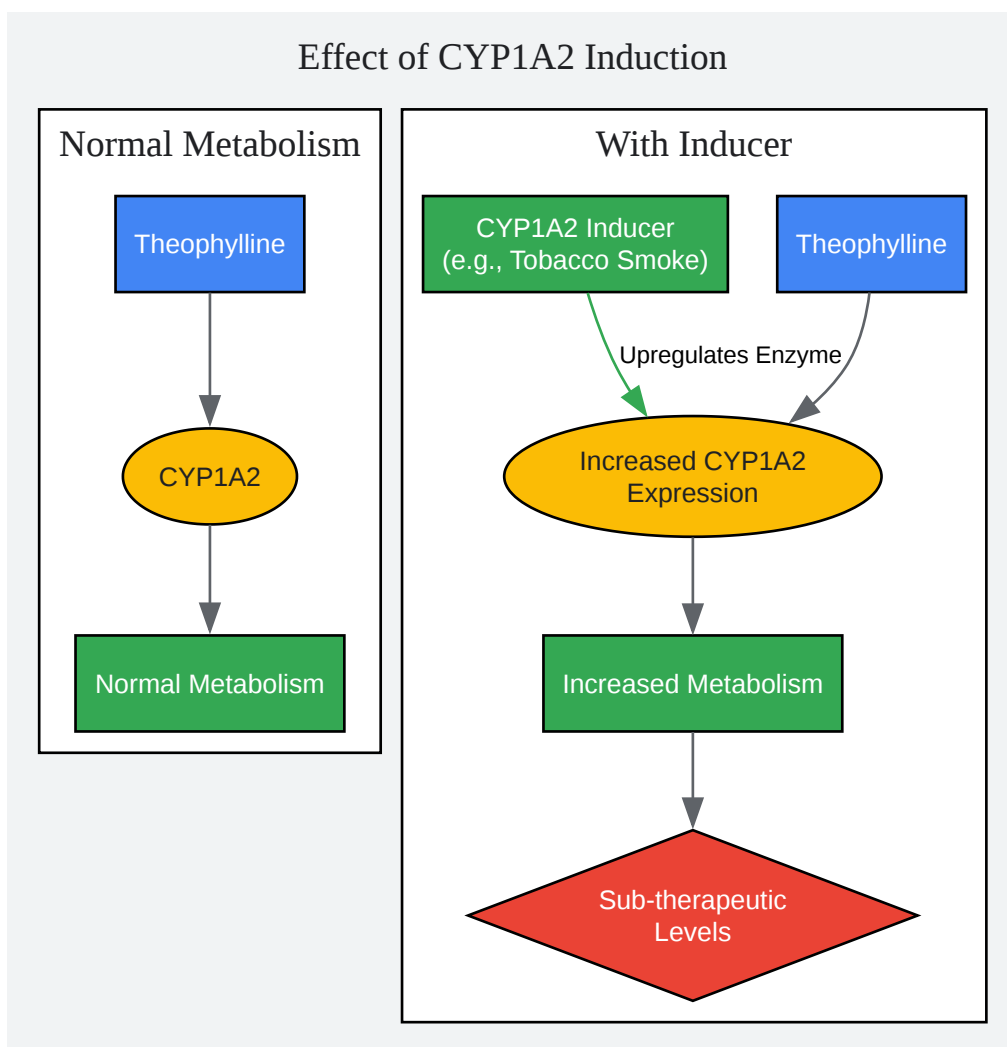 Effect of CYP1A2 Induction
Normal Metabolism
Theophylline
CYP1A2
Normal Metabolism
With Inducer
CYP1A2 Inducer
(e.g., Tobacco Smoke)
Theophylline
Upregulates Enzyme
Increased CYP1A2
Expression
Increased Metabolism
Sub-therapeutic
Levels